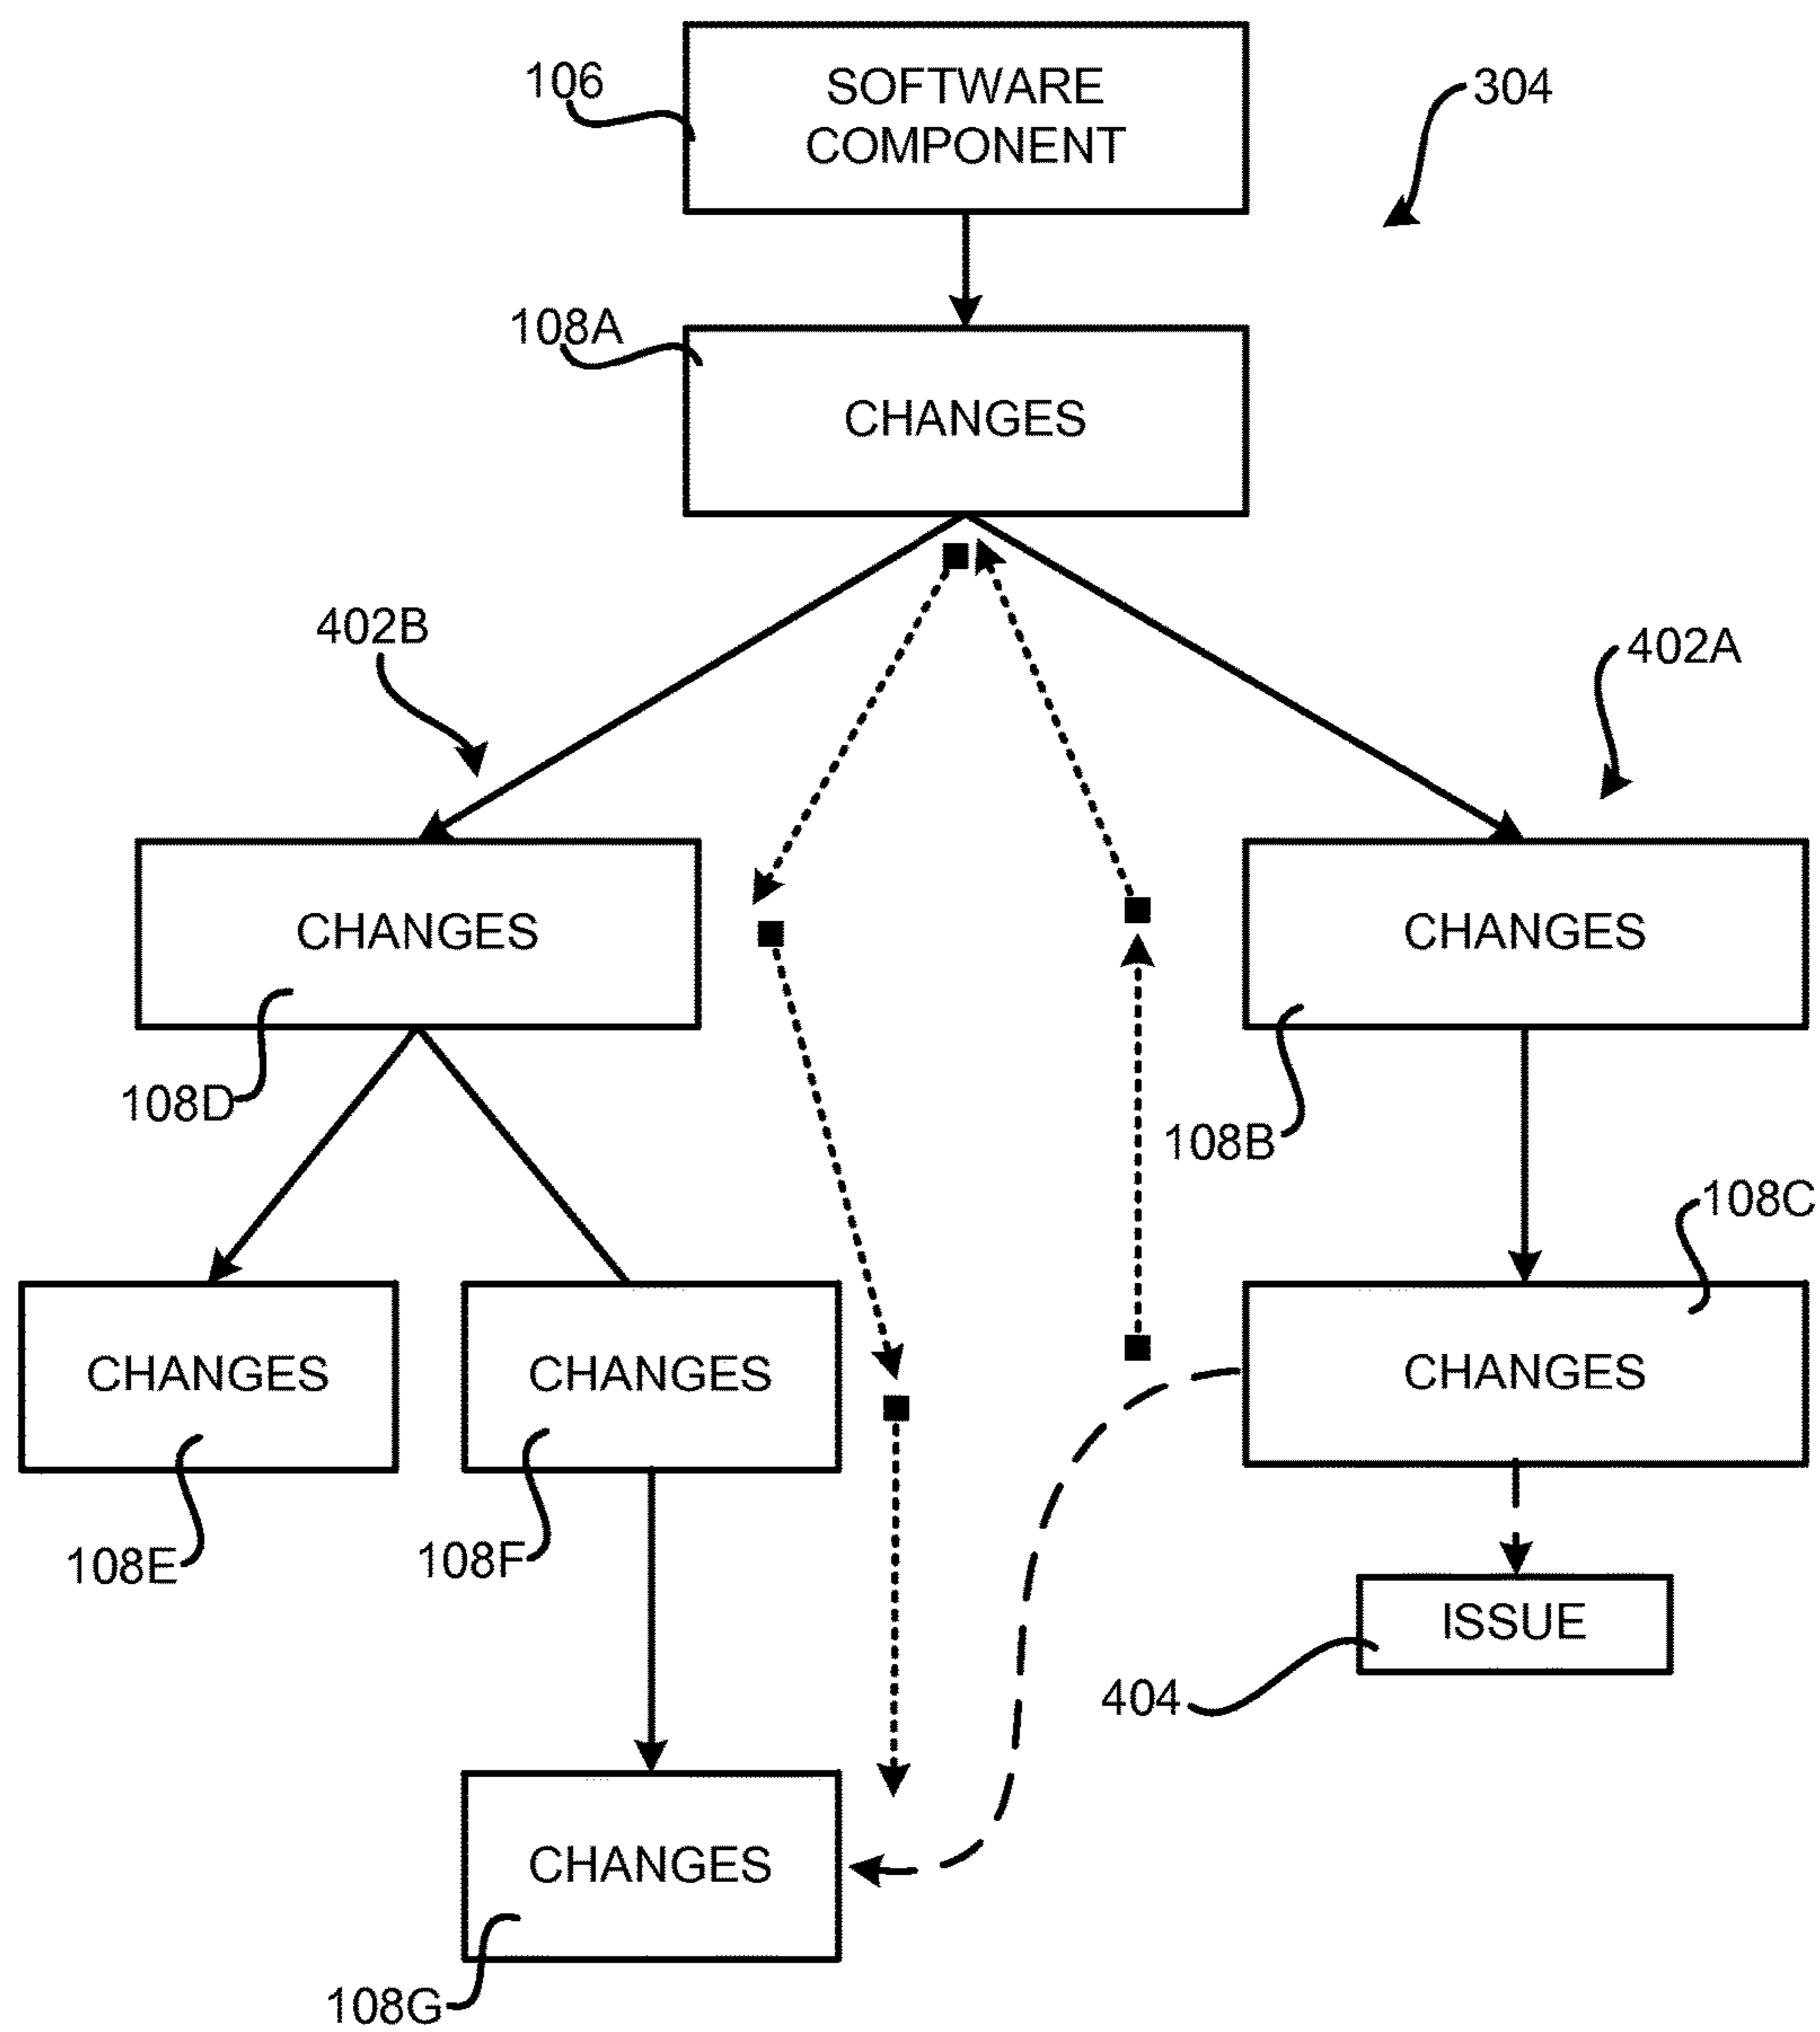 106
SOFTWARE
COMPONENT
304
108A
CHANGES
402B
402A
CHANGES
CHANGES
108D
108B
108C
CHANGES
CHANGES
CHANGES
108E
108F
ISSUE
404
CHANGES
108G